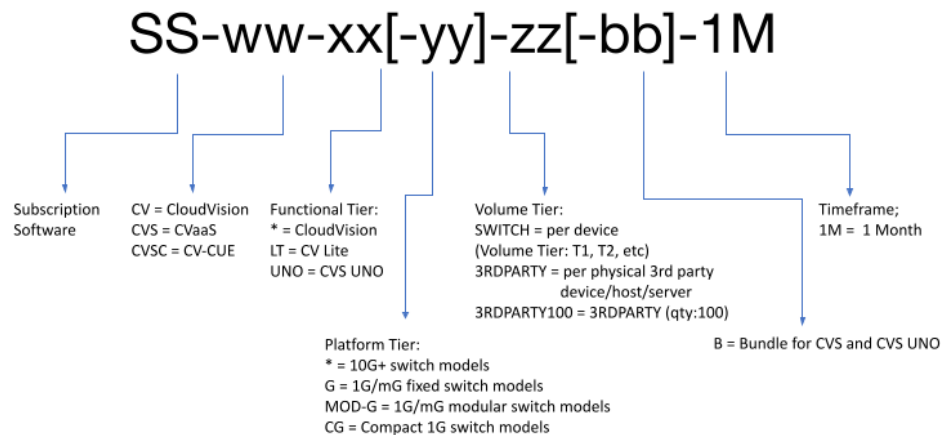 SS-ww-xx[-yy]-zz[-bb]-1M
Subscription
Software
CV = CloudVision
CVS = CVaaS
CVSC = CV-CUE
Functional Tier:
* = CloudVision
LT = CV Lite
UNO = CVS UNO
Volume Tier:
SWITCH = per device
(Volume Tier: T1, T2, etc)
3RDPARTY = per physical 3rd party
device/host/server
3RDPARTY100 = 3RDPARTY (qty:100)
Timeframe;
1M = 1 Month
Platform Tier:
* = 10G+ switch models
G = 1G/mG fixed switch models
MOD-G = 1G/mG modular switch models
CG = Compact 1G switch models
B = Bundle for CVS and CVS UNO